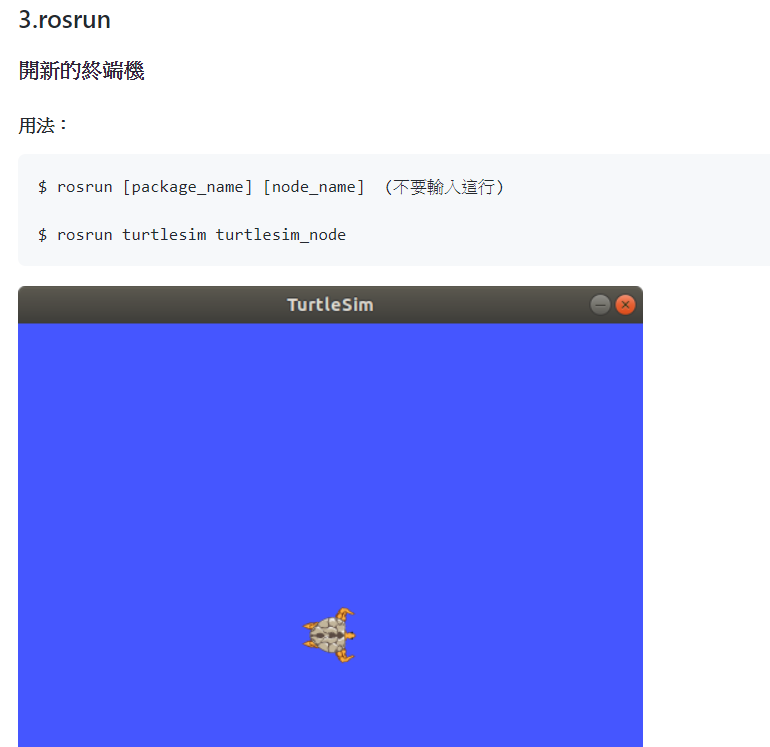 3.rosrun
開新的終端機
用法：
$ rosrun [package_name] [node_name]  (不要輸入這行)
$ rosrun turtlesim turtlesim_node
TurtleSim